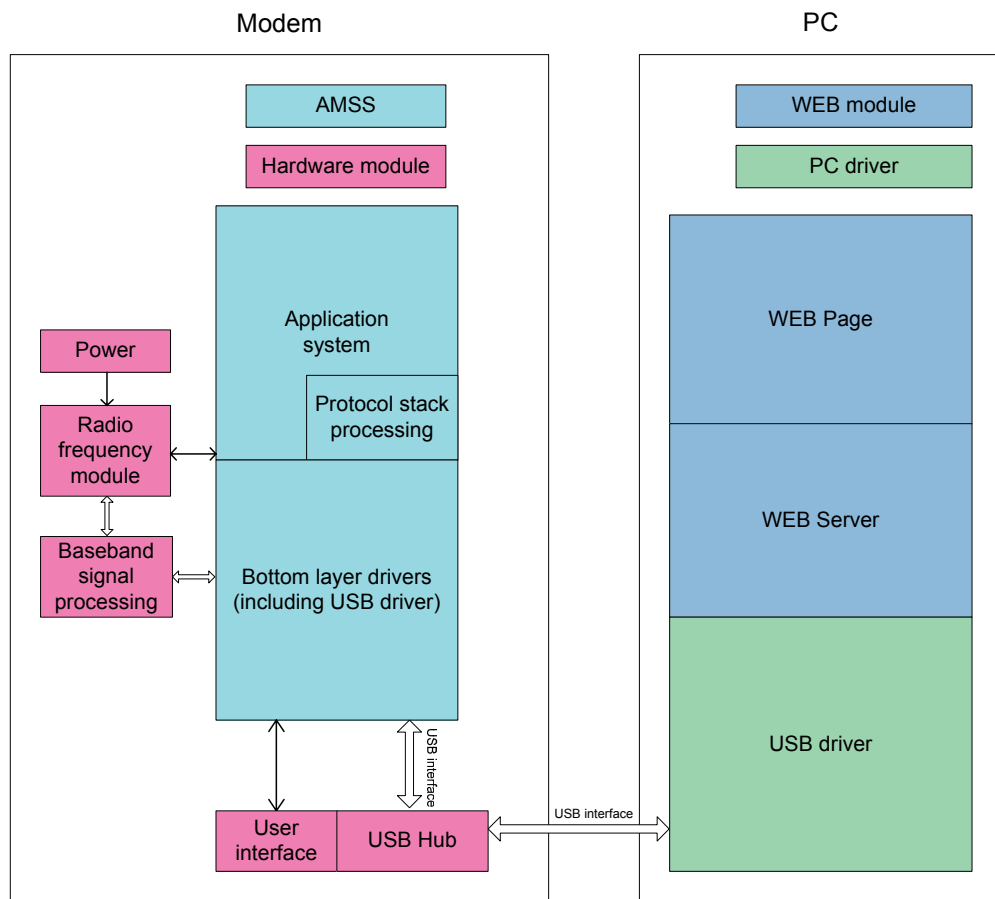 Modem
PC
AMSS
Hardware module
WEB module
PC driver
Application
system
Protocol stack
processing
Power
Radio
frequency
module
Baseband
signal
processing
Bottom layer drivers
(including USB driver)
USB interface
User
interface
USB Hub
USB interface
WEB Page
WEB Server
USB driver